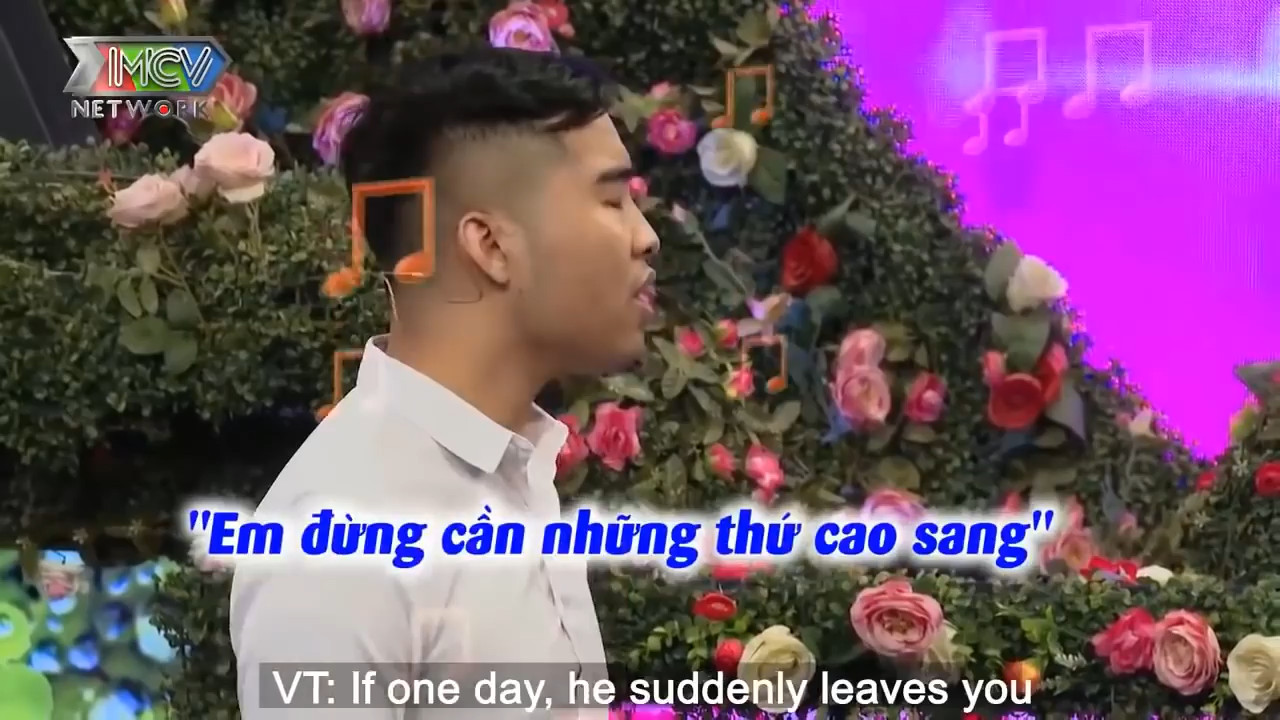 MCV
NETWORK
"Em đừng cần những thứ cao sang"
VT: If one day, he suddenly leaves you